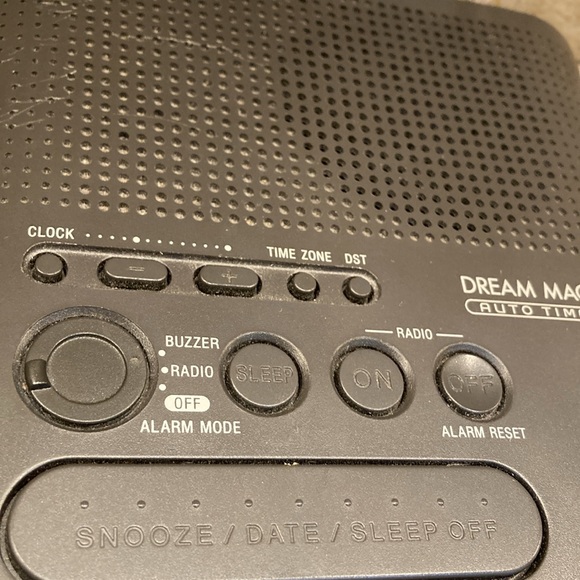 CLOCK
TIME ZONE DST
- +
DREAM MAC
AUTO TIM
BUZZER
RADIO
OFF
ALARM MODE
SLEEP
RADIO
ON
OFF
ALARM RESET
SNOOZE / DATE / SLEEP OFF